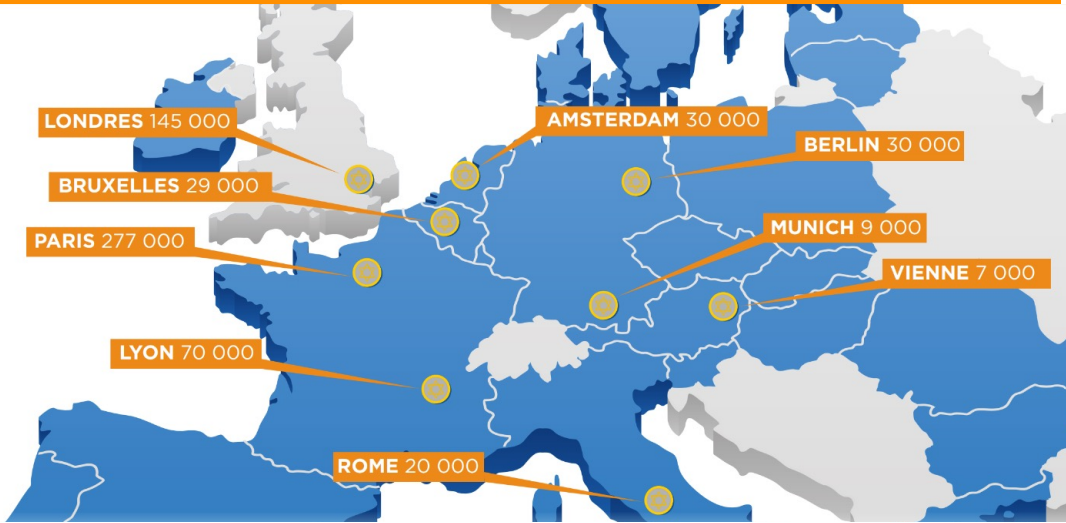 LONDRES 145 000
AMSTERDAM 30 000
BERLIN 30 000
BRUXELLES 29 000
PARIS 277 000
MUNICH 9 000
VIENNE 7 000
LYON 70 000
ROME 20 000